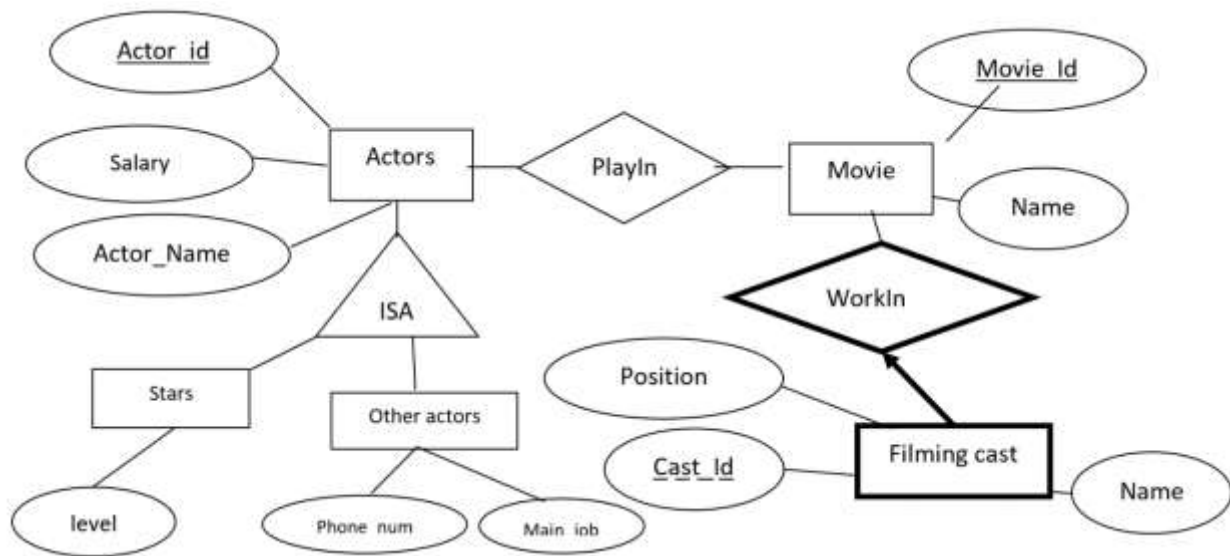 Actor_id
Movie_Id
Salary
Actors
PlayIn
Movie
Name
Actor_Name
ISA
WorkIn
Stars
Other actors
Position
Filming cast
Cast_Id
Name
level
Phone_num
Main_job